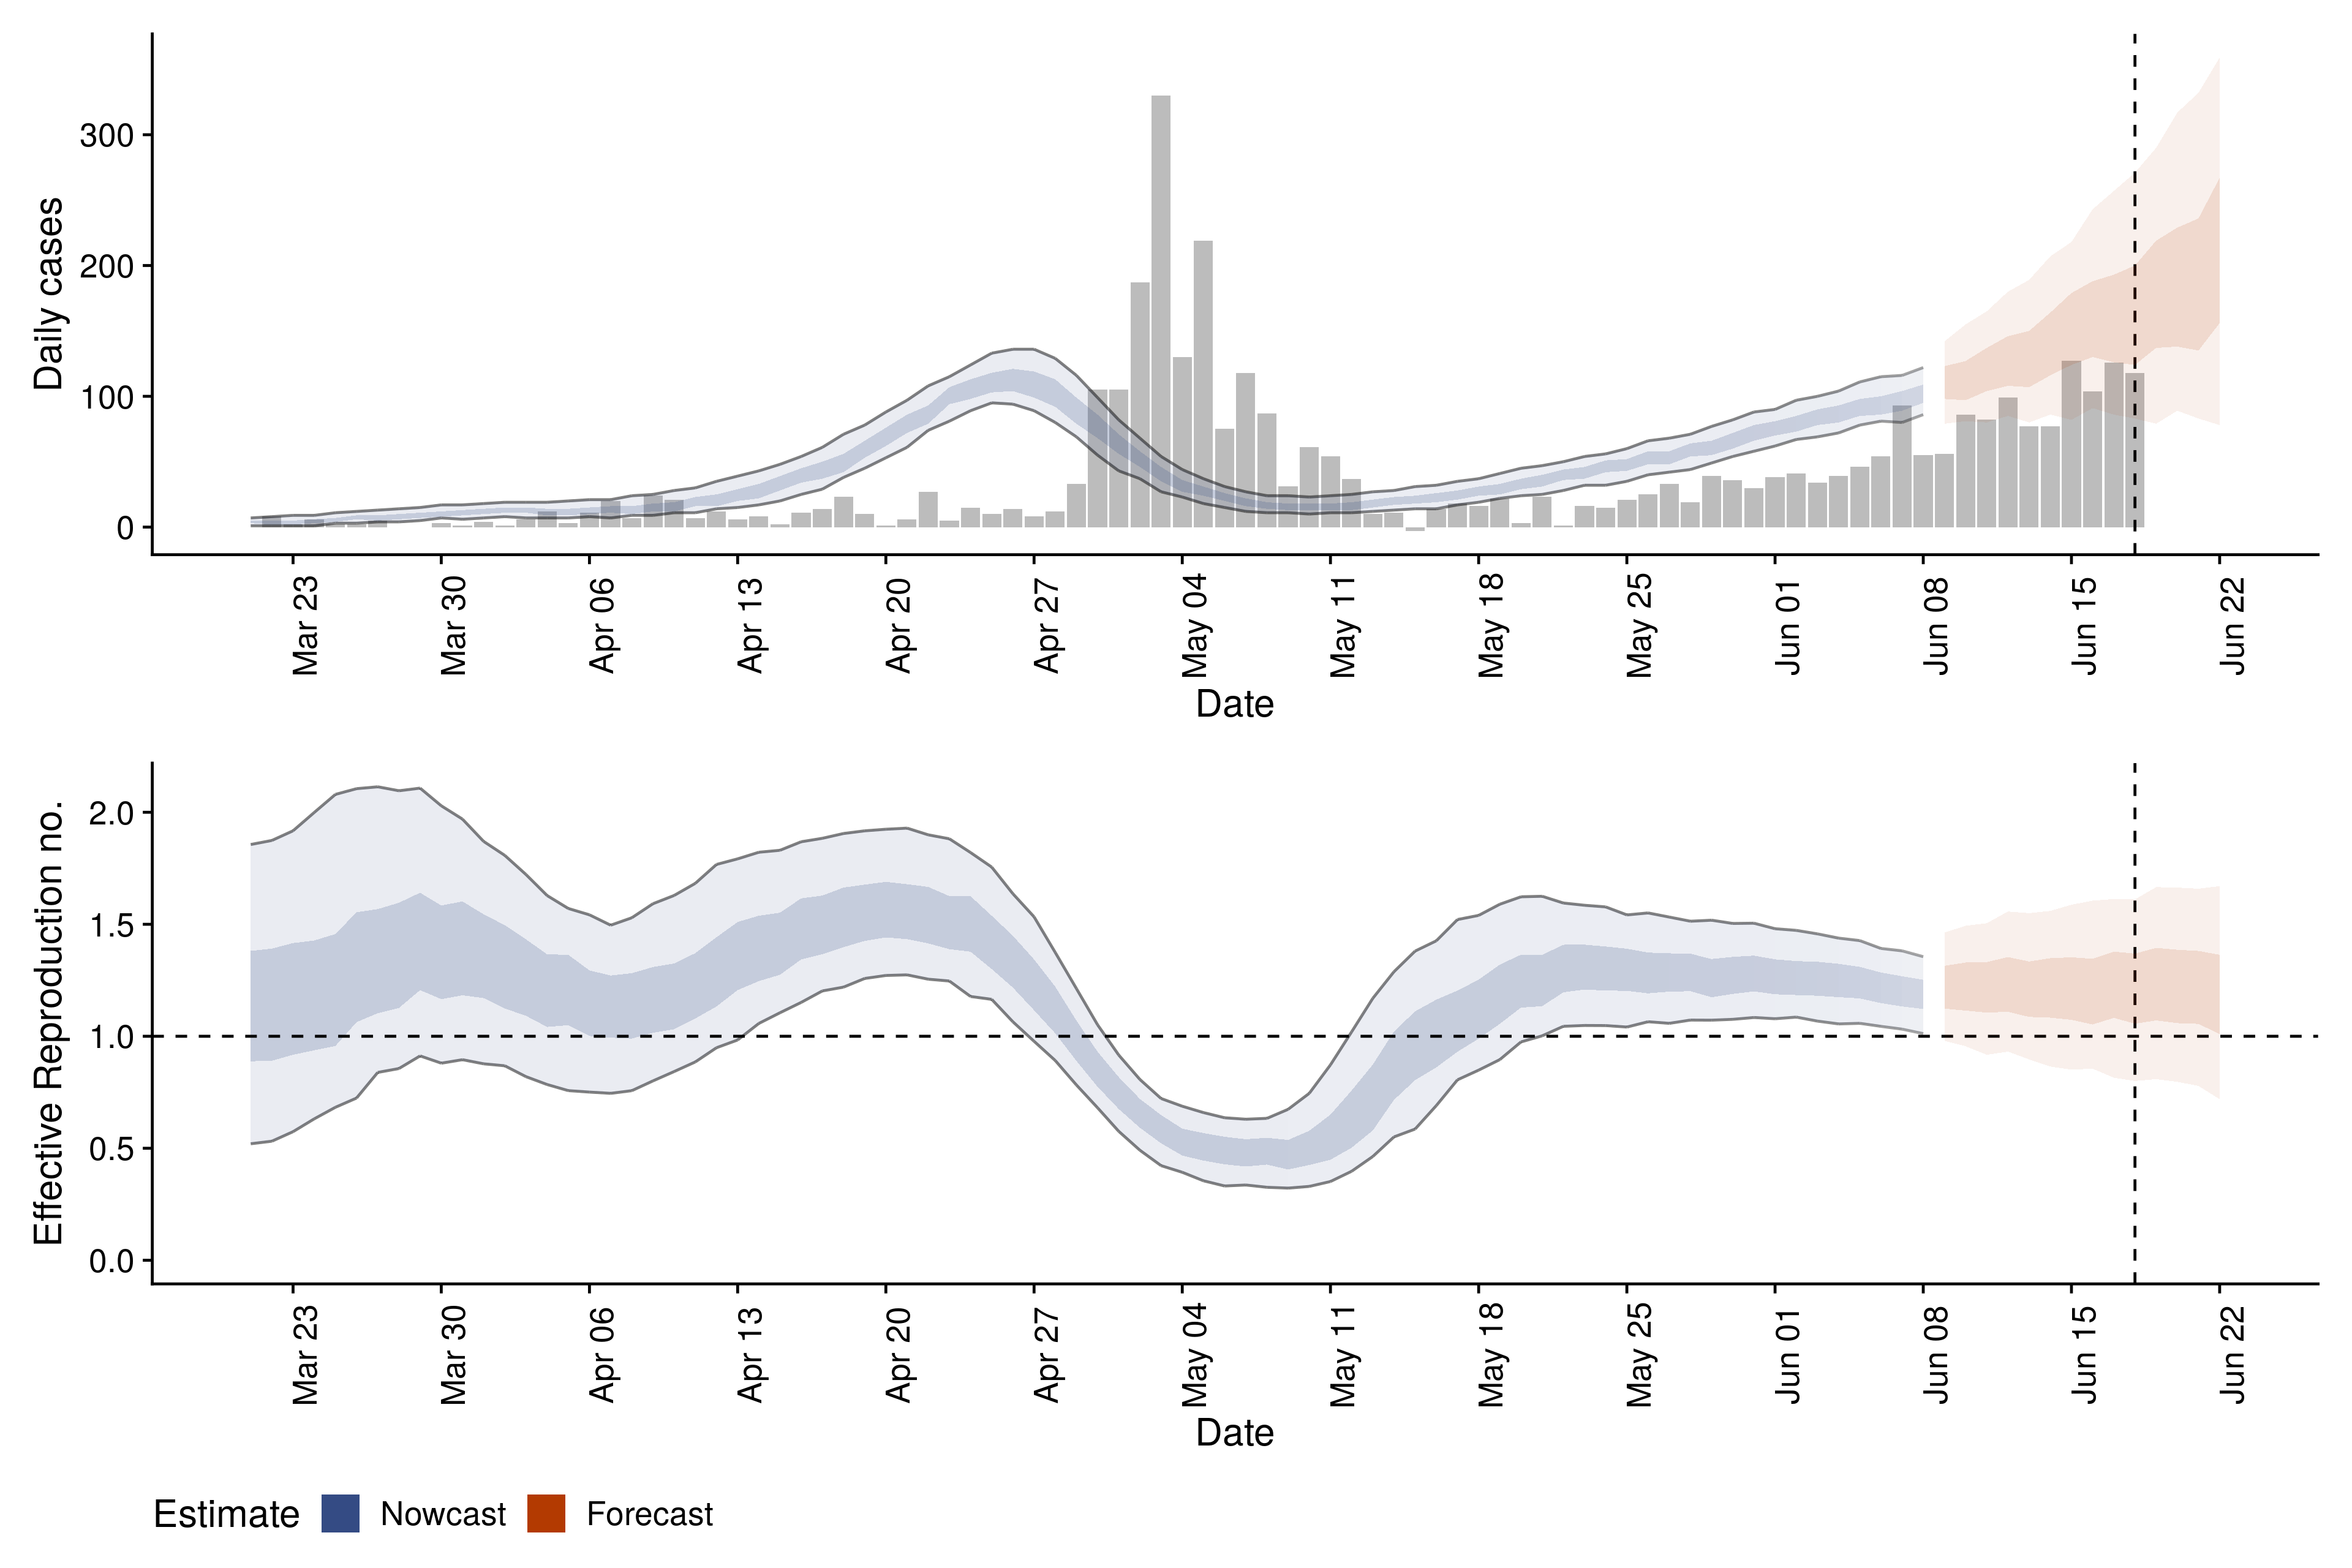 Daily cases
300
200
100
0
Mar 23
Mar 30
Apr 06
Apr 13
Apr 20
Apr 27
May 04
May 11
May 18
May 25
Jun 01
Jun 08
Jun 15
Jun 22
Date
Effective Reproduction no.
2.0
1.5
1.0
0.5
0.0
Mar 23
Mar 30
Apr 06
Apr 13
Apr 20
Apr 27
May 04
May 11
May 18
May 25
Jun 01
Jun 08
Jun 15
Jun 22
Date
Estimate Nowcast Forecast